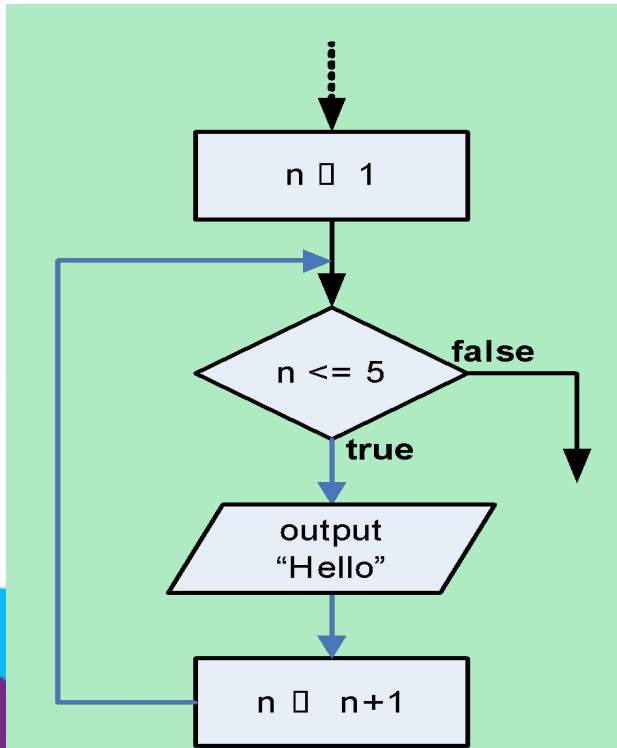 n  1
n <= 5
false
true
output
“Hello”
n  n+1